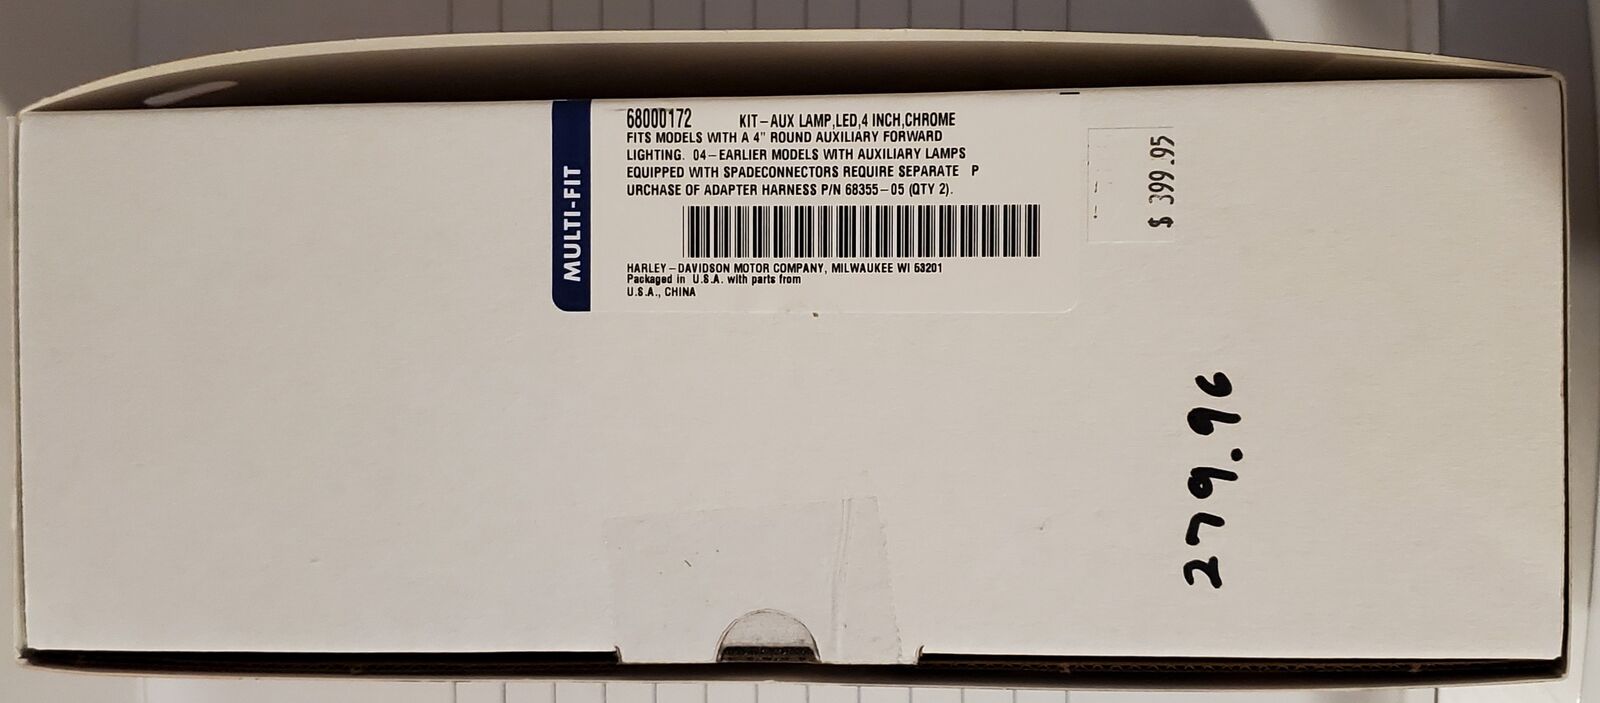 MULTI-FIT
68000172 KIT-AUX LAMP,LED,4 INCH,CHROME
FITS MODELS WITH A 4" ROUND AUXILIARY FORWARD
LIGHTING. 04-EARLIER MODELS WITH AUXILIARY LAMPS
EQUIPPED WITH SPADECONNECTORS REQUIRE SEPARATE P
URCHASE OF ADAPTER HARNESS P/N 68355-05 (QTY 2).
HARLEY-DAVIDSON MOTOR COMPANY, MILWAUKEE WI 53201
Packaged in U.S.A. with parts from
U.S.A., CHINA
$ 399.95
279.96